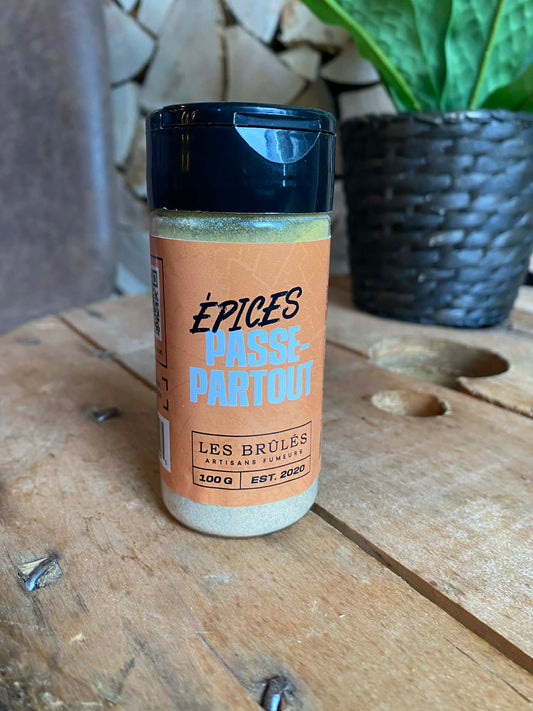 ÉPICES
PASSE-
PARTOUT
LES BRÛLÉS
ARTISANS FUMEURS
100 G
EST. 2020